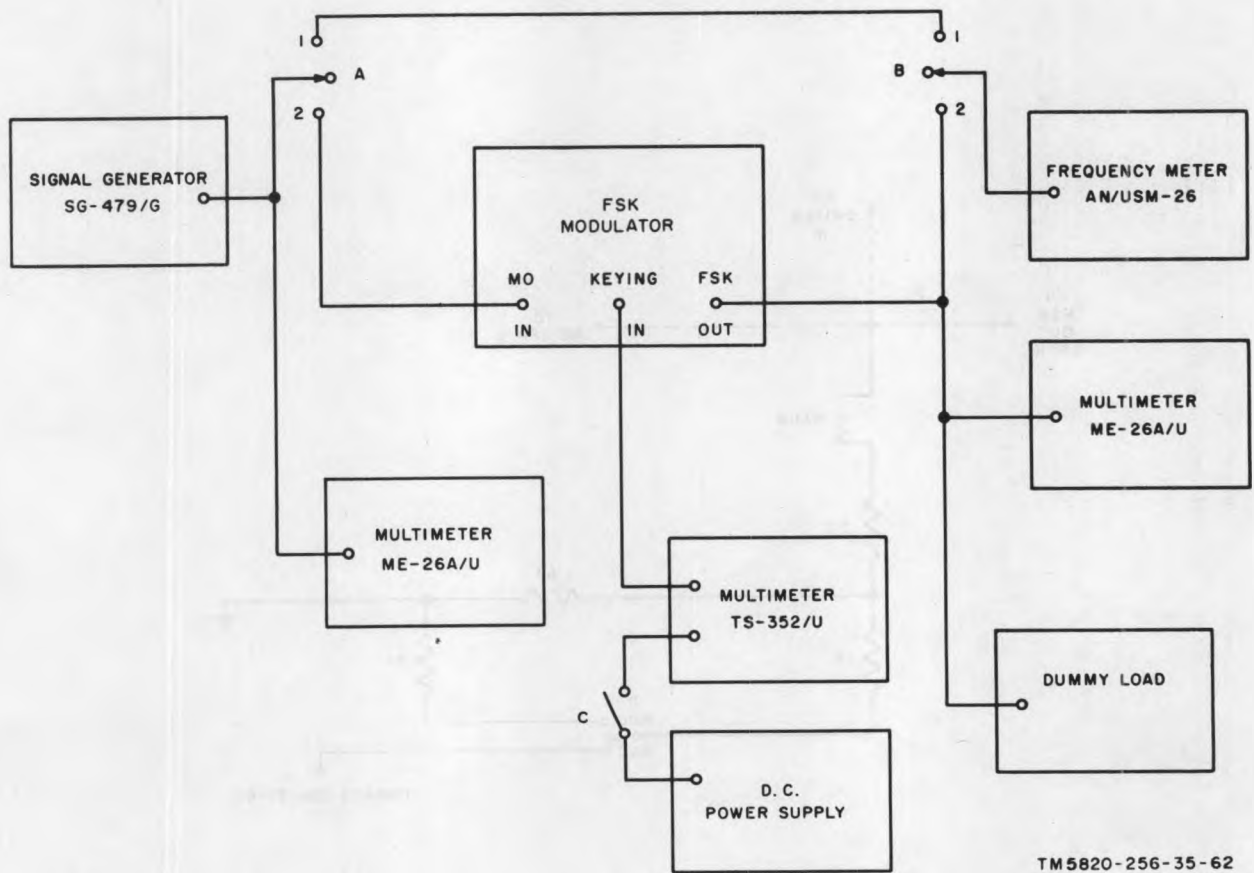 1
1
A
B
2
2
SIGNAL GENERATOR
SG-479/G
FREQUENCY METER
AN/USM-26
FSK
MODULATOR
MO
KEYING
FSK
IN
IN
OUT
MULTIMETER
ME-26A/U
MULTIMETER
ME-26A/U
MULTIMETER
TS-352/U
DUMMY LOAD
C
D. C.
POWER SUPPLY
TM5820-256-35-62